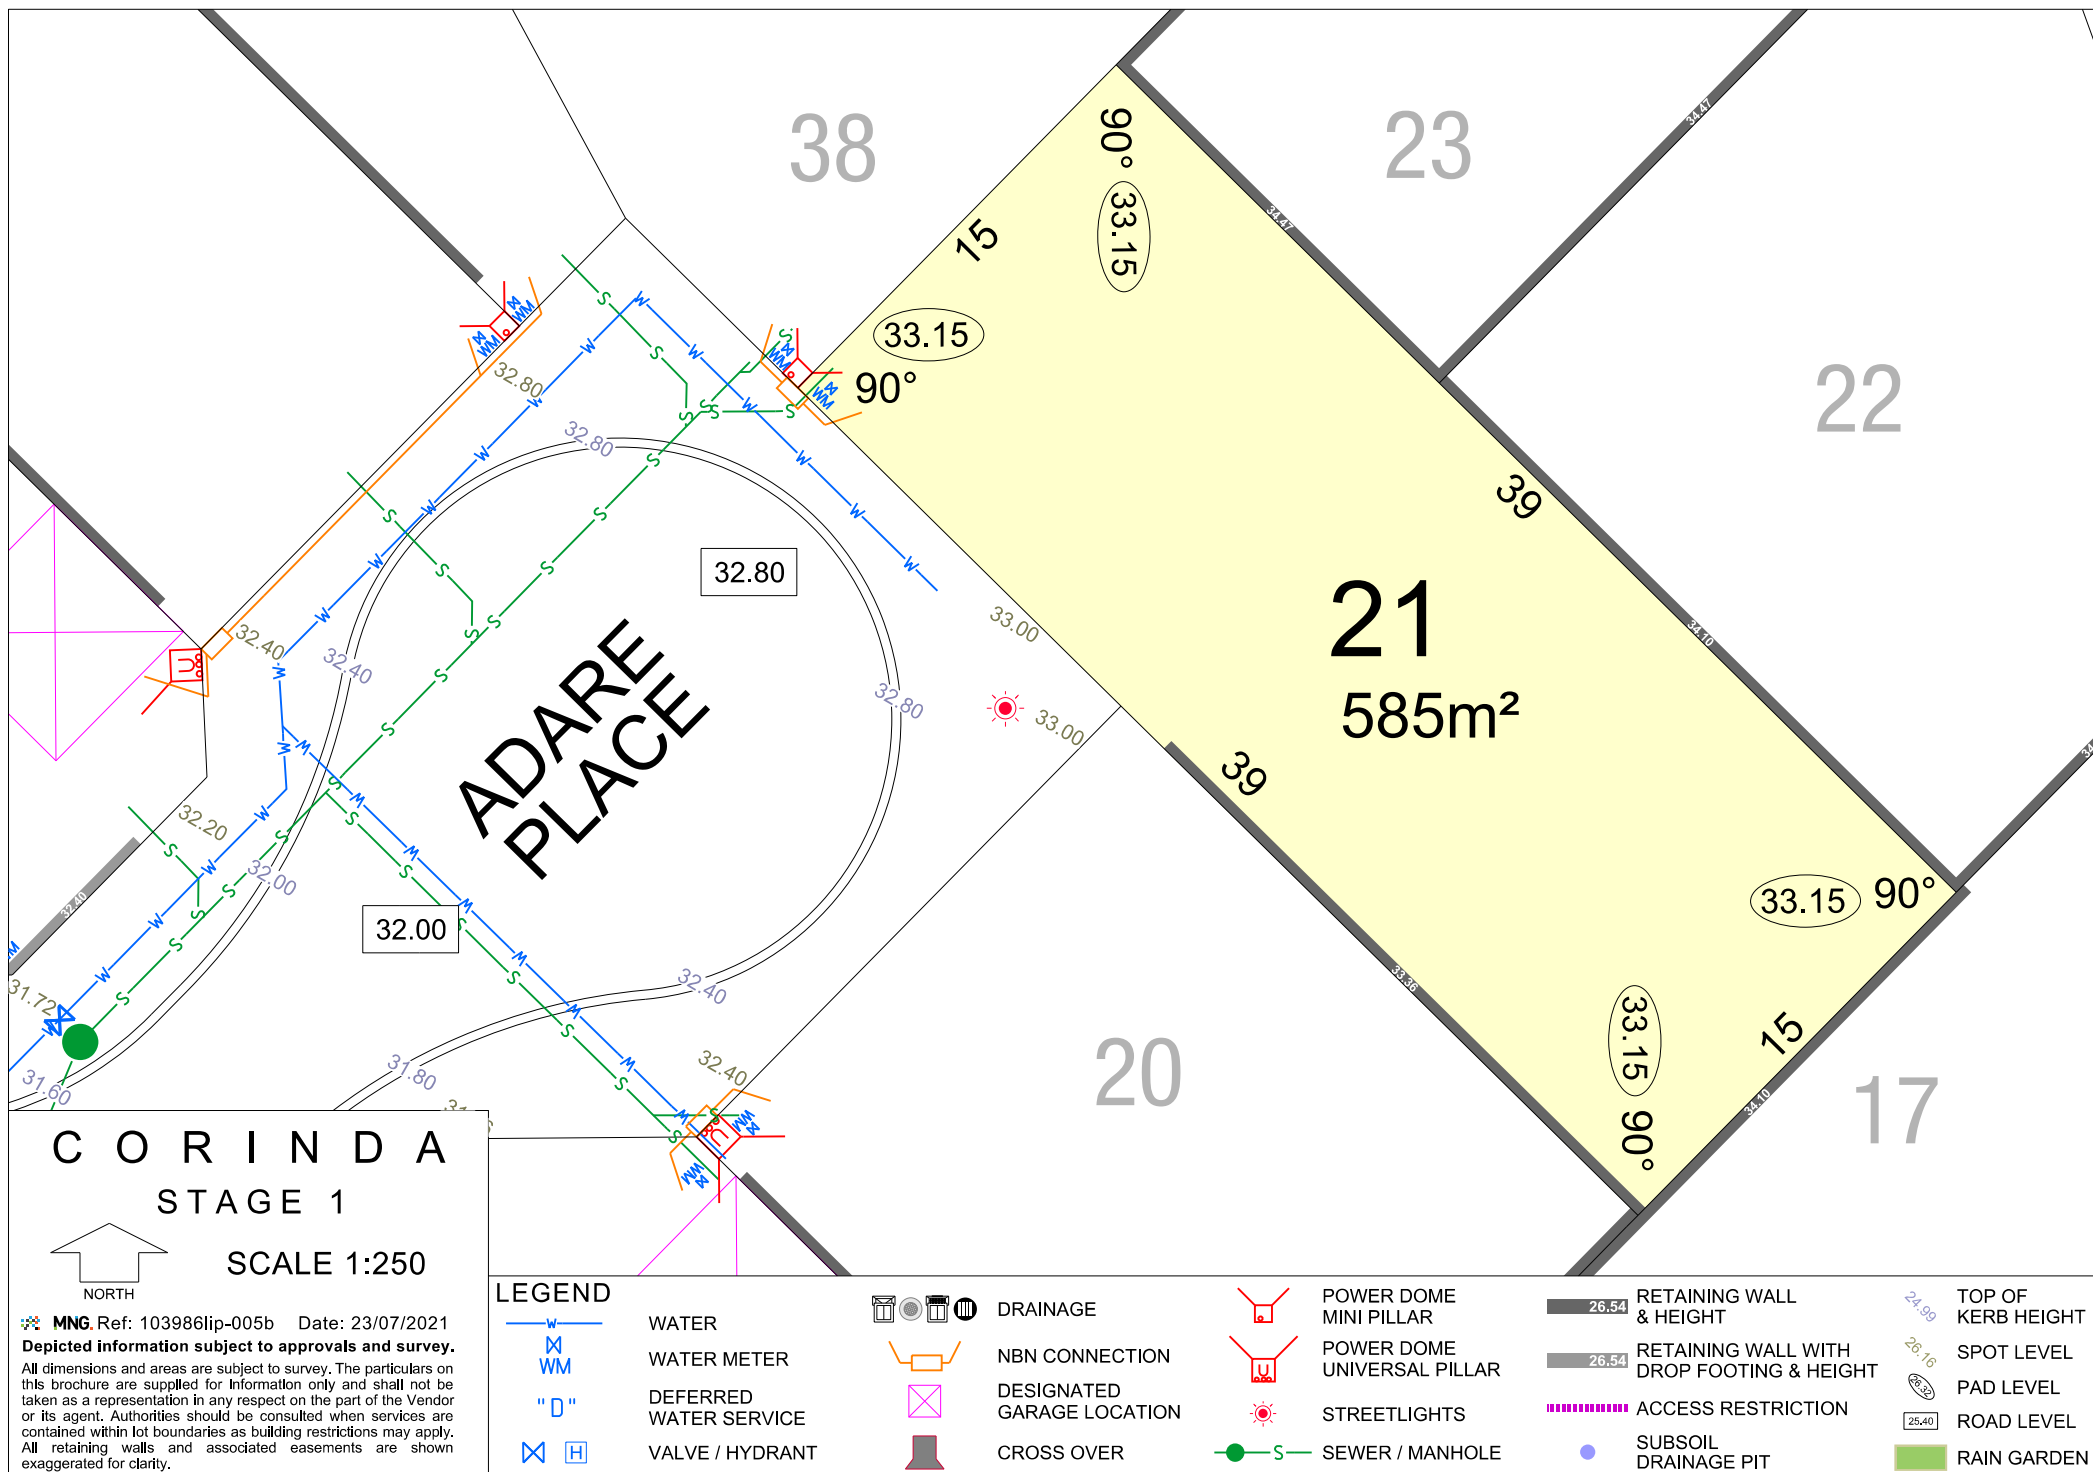 38
23
22
21
585m²
20
17
15
39
39
15
90°
33.15
33.15
90°
33.15
90°
33.15
90°
34.47
34.47
34.10
34.10
33.36
ADARE
PLACE
32.80
32.00
32.80
32.80
32.40
32.40
32.80
33.00
33.00
32.20
32.00
32.40
31.72
31.60
31.80
32.40
32.40
CORINDA
STAGE 1
SCALE 1:250
NORTH
MNG. Ref: 103986lip-005b Date: 23/07/2021
Depicted information subject to approvals and survey.
All dimensions and areas are subject to survey. The particulars on
this brochure are supplied for information only and shall not be
taken as a representation in any respect on the part of the Vendor
or its agent. Authorities should be consulted when services are
contained within lot boundaries as building restrictions may apply.
All retaining walls and associated easements are shown
exaggerated for clarity.
LEGEND
W WATER
WM WATER METER
"D" DEFERRED
WATER SERVICE
H VALVE / HYDRANT
DRAINAGE
NBN CONNECTION
DESIGNATED
GARAGE LOCATION
CROSS OVER
POWER DOME
MINI PILLAR
U POWER DOME
UNIVERSAL PILLAR
STREETLIGHTS
S SEWER / MANHOLE
26.54 RETAINING WALL
& HEIGHT
26.54 RETAINING WALL WITH
DROP FOOTING & HEIGHT
ACCESS RESTRICTION
SUBSOIL
DRAINAGE PIT
24.99 TOP OF
KERB HEIGHT
26.16 SPOT LEVEL
26.32 PAD LEVEL
25.40 ROAD LEVEL
RAIN GARDEN